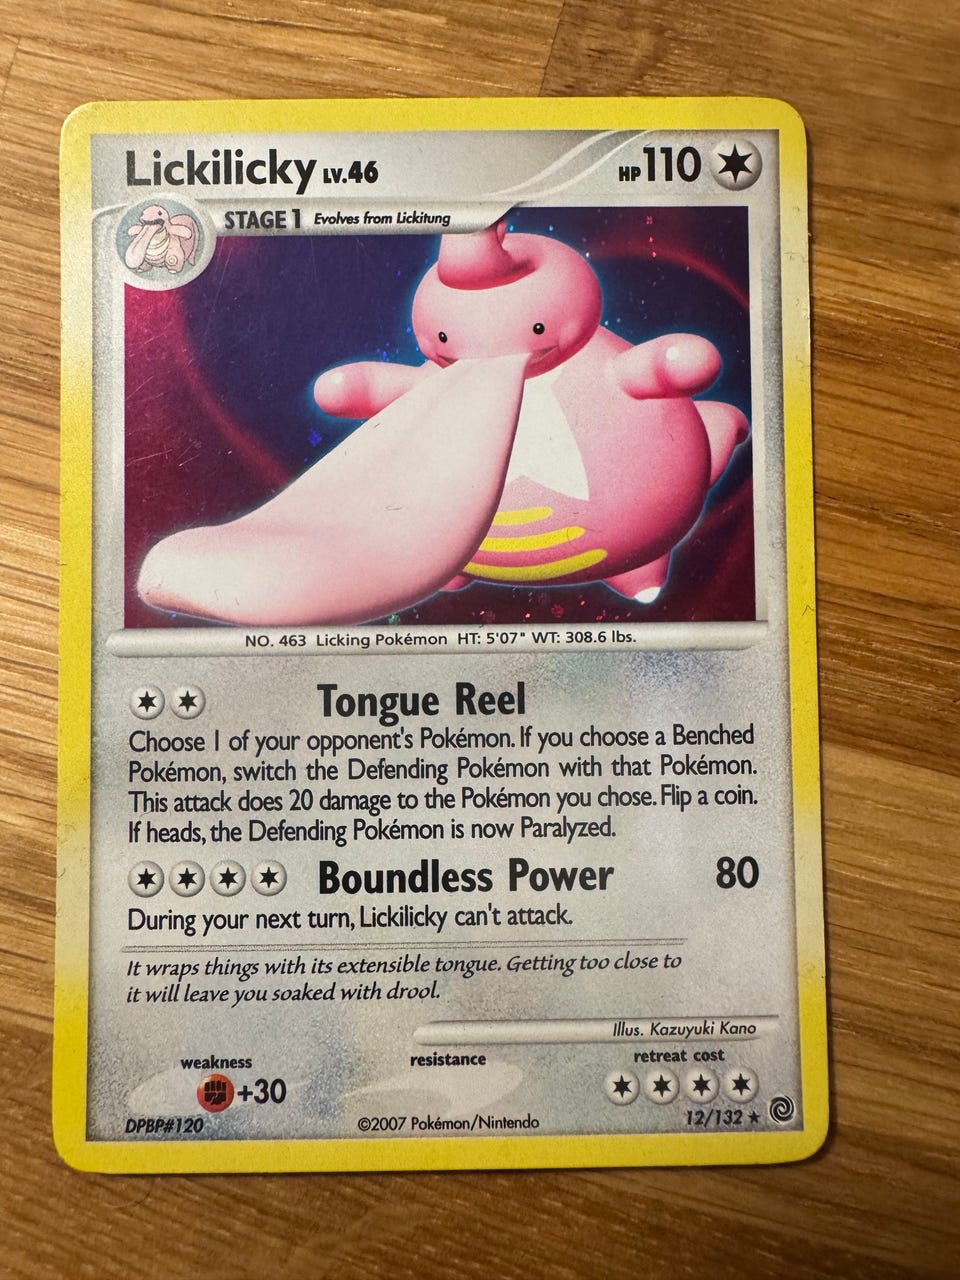 Lickilicky LV.46 HP 110
STAGE 1 Evolves from Lickitung
NO. 463 Licking Pokémon HT: 5'07" WT: 308.6 lbs.
Tongue Reel
Choose 1 of your opponent's Pokémon. If you choose a Benched
Pokémon, switch the Defending Pokémon with that Pokémon.
This attack does 20 damage to the Pokémon you chose. Flip a coin.
If heads, the Defending Pokémon is now Paralyzed.
Boundless Power 80
During your next turn, Lickilicky can't attack.
It wraps things with its extensible tongue. Getting too close to
it will leave you soaked with drool.
Illus. Kazuyuki Kano
weakness resistance retreat cost
+30
DPBP#120 ©2007 Pokémon/Nintendo 12/132 ★